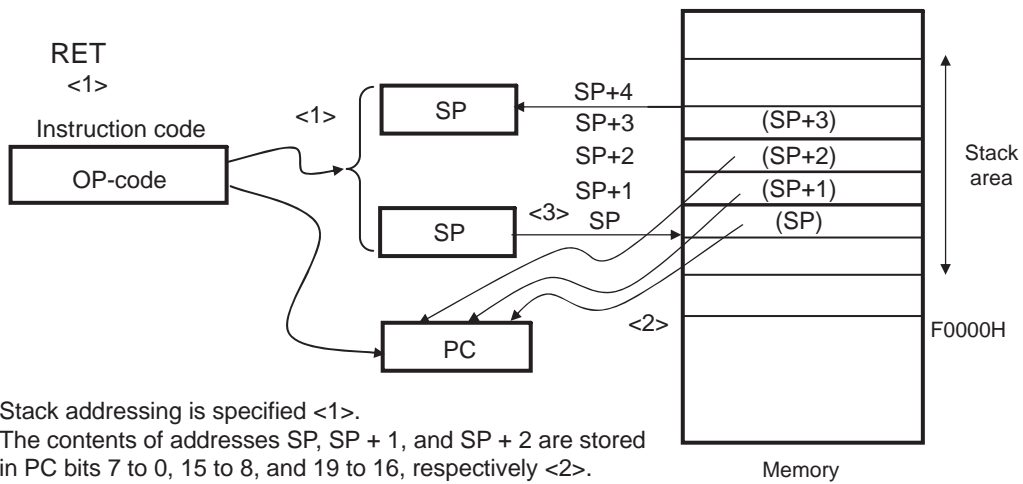 RET
<1>
Instruction code
OP-code
<1>
SP
SP
PC
SP+4
SP+3
SP+2
SP+1
<3>
SP
<2>
(SP+3)
(SP+2)
(SP+1)
(SP)
Stack
area
F0000H
Memory
Stack addressing is specified <1>.
The contents of addresses SP, SP + 1, and SP + 2 are stored
in PC bits 7 to 0, 15 to 8, and 19 to 16, respectively <2>.